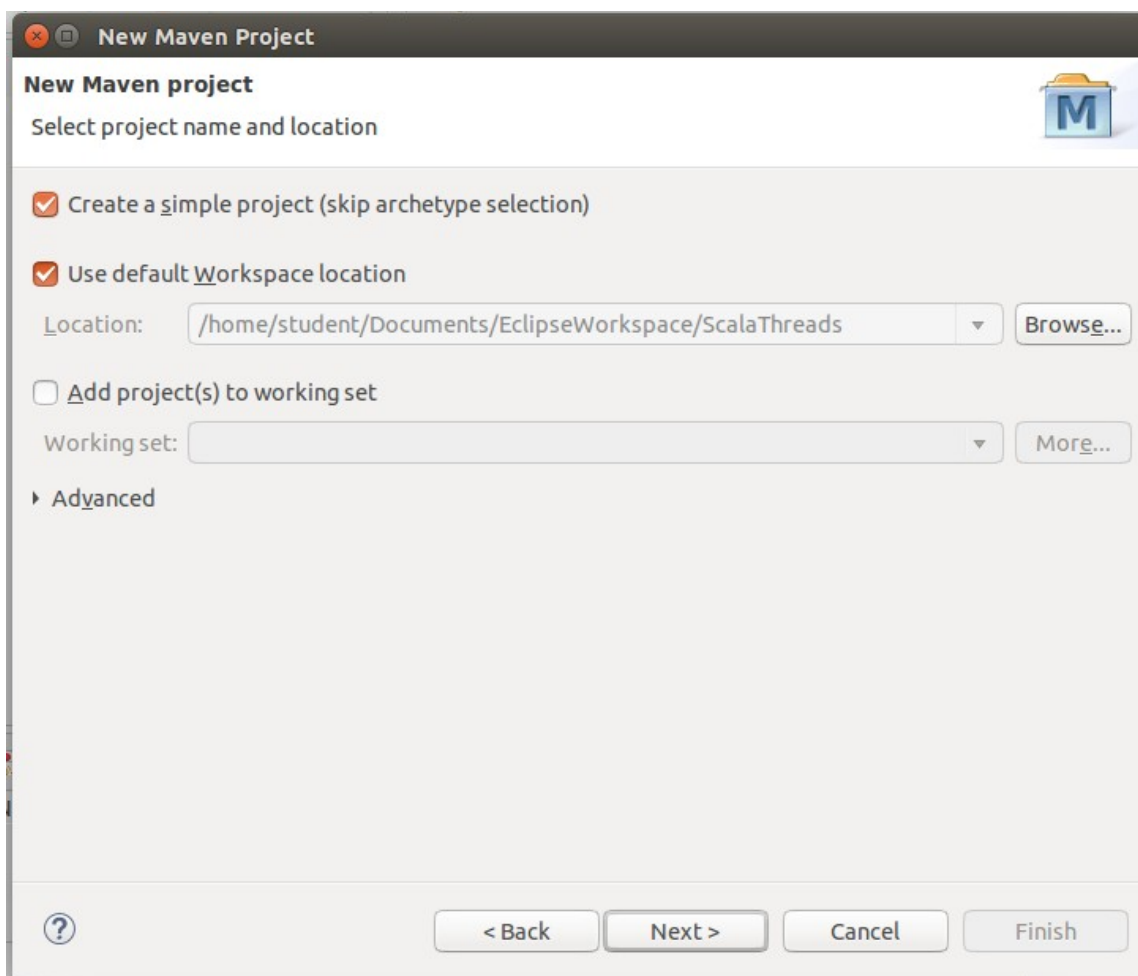 New Maven Project
New Maven project
Select project name and location
M
Create a simple project (skip archetype selection)
Use default Workspace location
Location: /home/student/Documents/EclipseWorkspace/ScalaThreads Browse...
Add project(s) to working set
Working set: More...
Advanced
? < Back Next > Cancel Finish